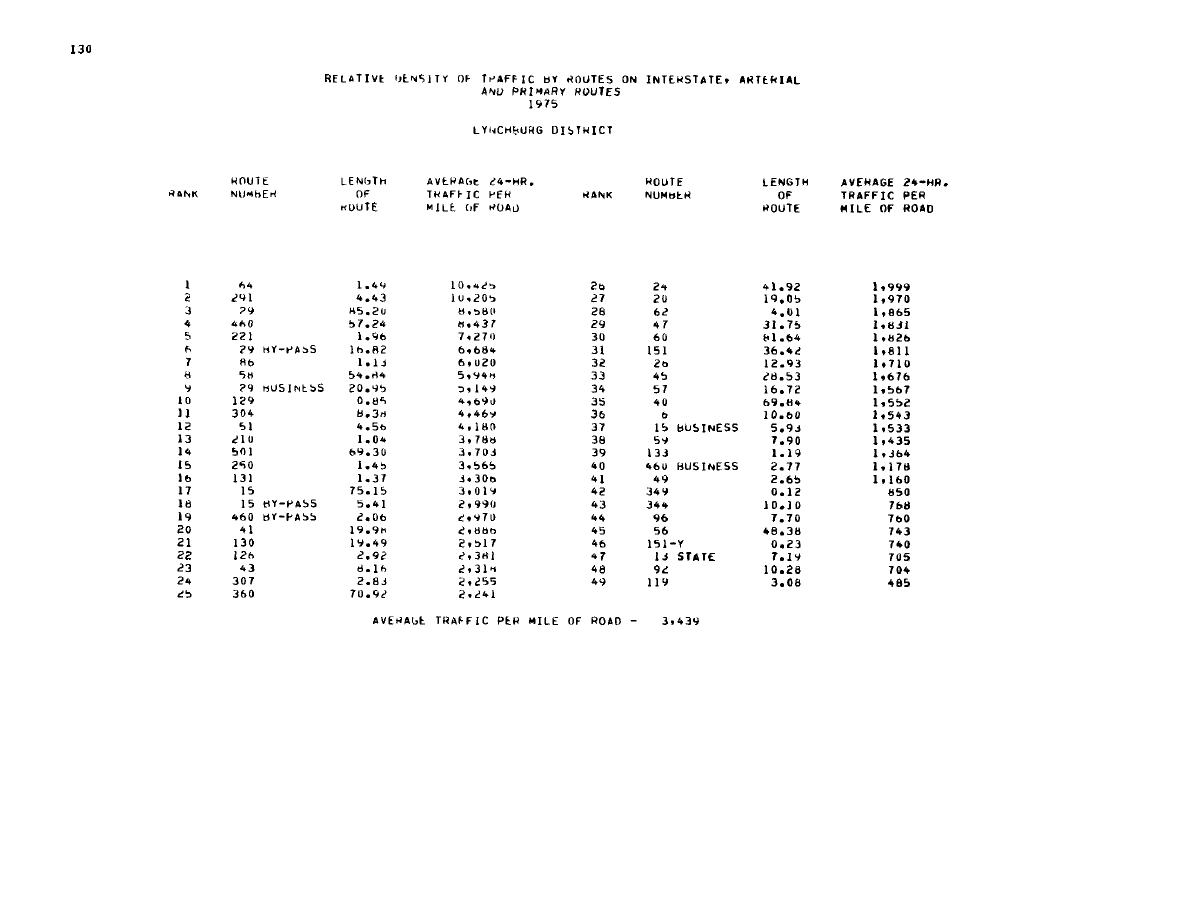 130
RELATIVE DENSITY OF TRAFFIC BY ROUTES ON INTERSTATE, ARTERIAL
AND PRIMARY ROUTES
1975
LYNCHBURG DISTRICT
ROUTE LENGTH AVERAGE 24-HR. ROUTE LENGTH AVERAGE 24-HR.
RANK NUMBER OF TRAFFIC PER RANK NUMBER OF TRAFFIC PER
ROUTE MILE OF ROAD ROUTE MILE OF ROAD
1 64 1.49 10,425 26 24 41.92 1,999
2 291 4.43 10,205 27 20 19.05 1,970
3 29 85.20 8,580 28 62 4.01 1,865
4 460 57.24 8,437 29 47 31.75 1,831
5 221 1.96 7,270 30 60 81.64 1,826
6 29 BY-PASS 16.82 6,684 31 151 36.42 1,811
7 86 1.13 6,020 32 26 12.93 1,710
8 58 54.84 5,948 33 45 28.53 1,676
9 29 BUSINESS 20.95 5,149 34 57 16.72 1,567
10 129 0.85 4,690 35 40 69.84 1,552
11 304 8.38 4,469 36 6 10.60 1,543
12 51 4.56 4,180 37 15 BUSINESS 5.93 1,533
13 210 1.04 3,788 38 59 7.90 1,435
14 501 69.30 3,703 39 133 1.19 1,364
15 250 1.45 3,565 40 460 BUSINESS 2.77 1,178
16 131 1.37 3,306 41 49 2.65 1,160
17 15 75.15 3,019 42 349 0.12 850
18 15 BY-PASS 5.41 2,990 43 344 10.10 768
19 460 BY-PASS 2.06 2,970 44 96 7.70 760
20 41 19.98 2,886 45 56 48.38 743
21 130 19.49 2,517 46 151-Y 0.23 740
22 126 2.92 2,381 47 13 STATE 7.19 705
23 43 8.16 2,318 48 92 10.28 704
24 307 2.83 2,255 49 119 3.08 485
25 360 70.92 2,241
AVERAGE TRAFFIC PER MILE OF ROAD - 3,439